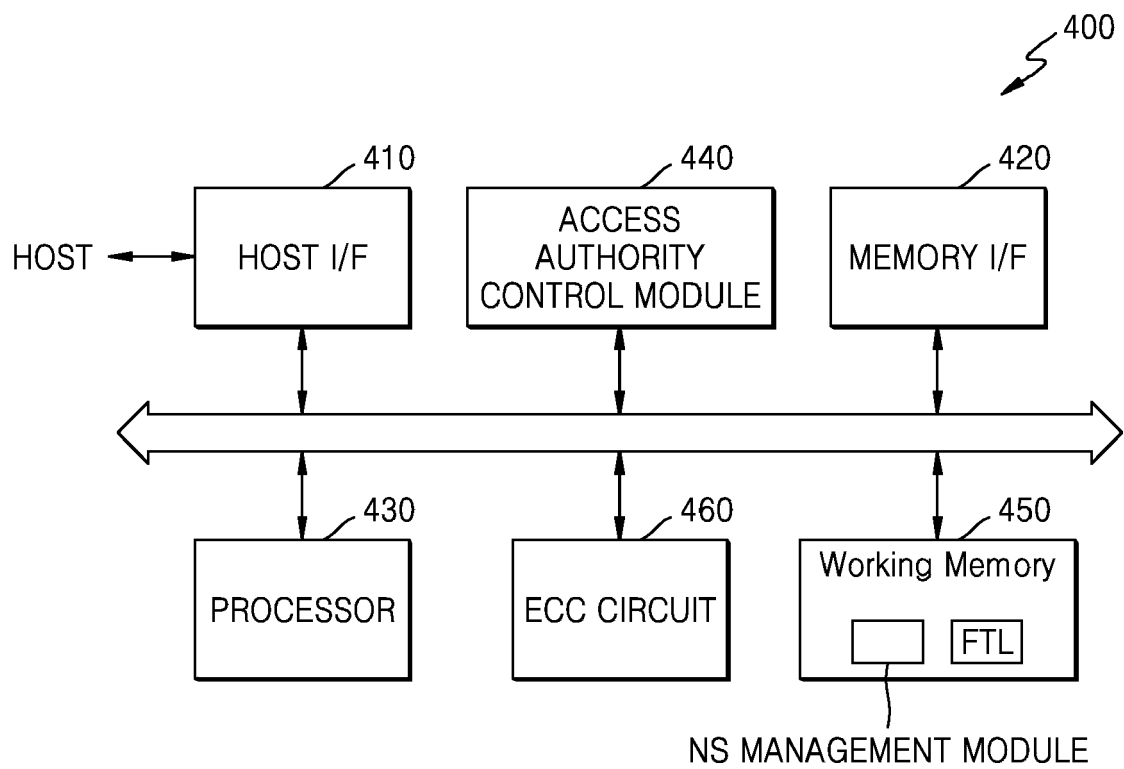 400
410
440
420
HOST
HOST I/F
ACCESS
AUTHORITY
CONTROL MODULE
MEMORY I/F
430
460
450
PROCESSOR
ECC CIRCUIT
Working Memory
FTL
NS MANAGEMENT MODULE